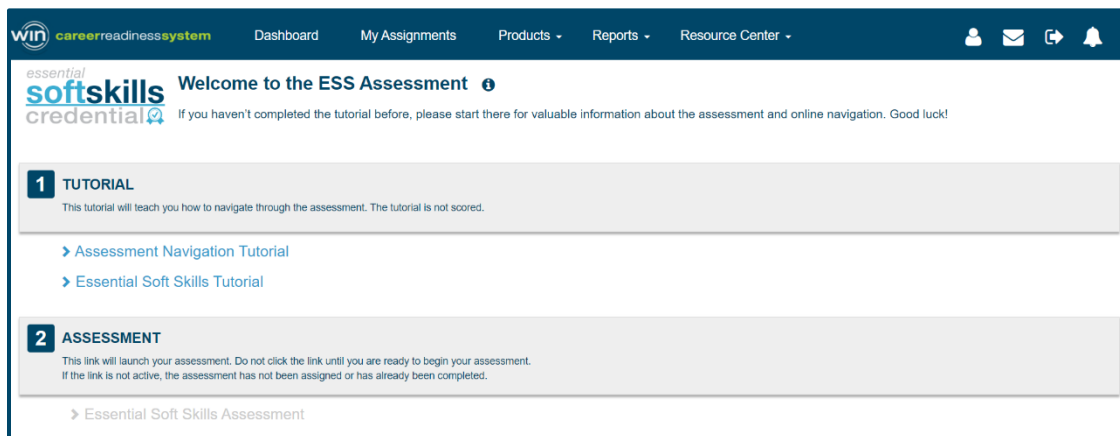 win careerreadinesssystem Dashboard My Assignments Products Reports Resource Center
essential
softskills
credential
Welcome to the ESS Assessment
If you haven't completed the tutorial before, please start there for valuable information about the assessment and online navigation. Good luck!
1 TUTORIAL
This tutorial will teach you how to navigate through the assessment. The tutorial is not scored.
Assessment Navigation Tutorial
Essential Soft Skills Tutorial
2 ASSESSMENT
This link will launch your assessment. Do not click the link until you are ready to begin your assessment.
If the link is not active, the assessment has not been assigned or has already been completed.
Essential Soft Skills Assessment